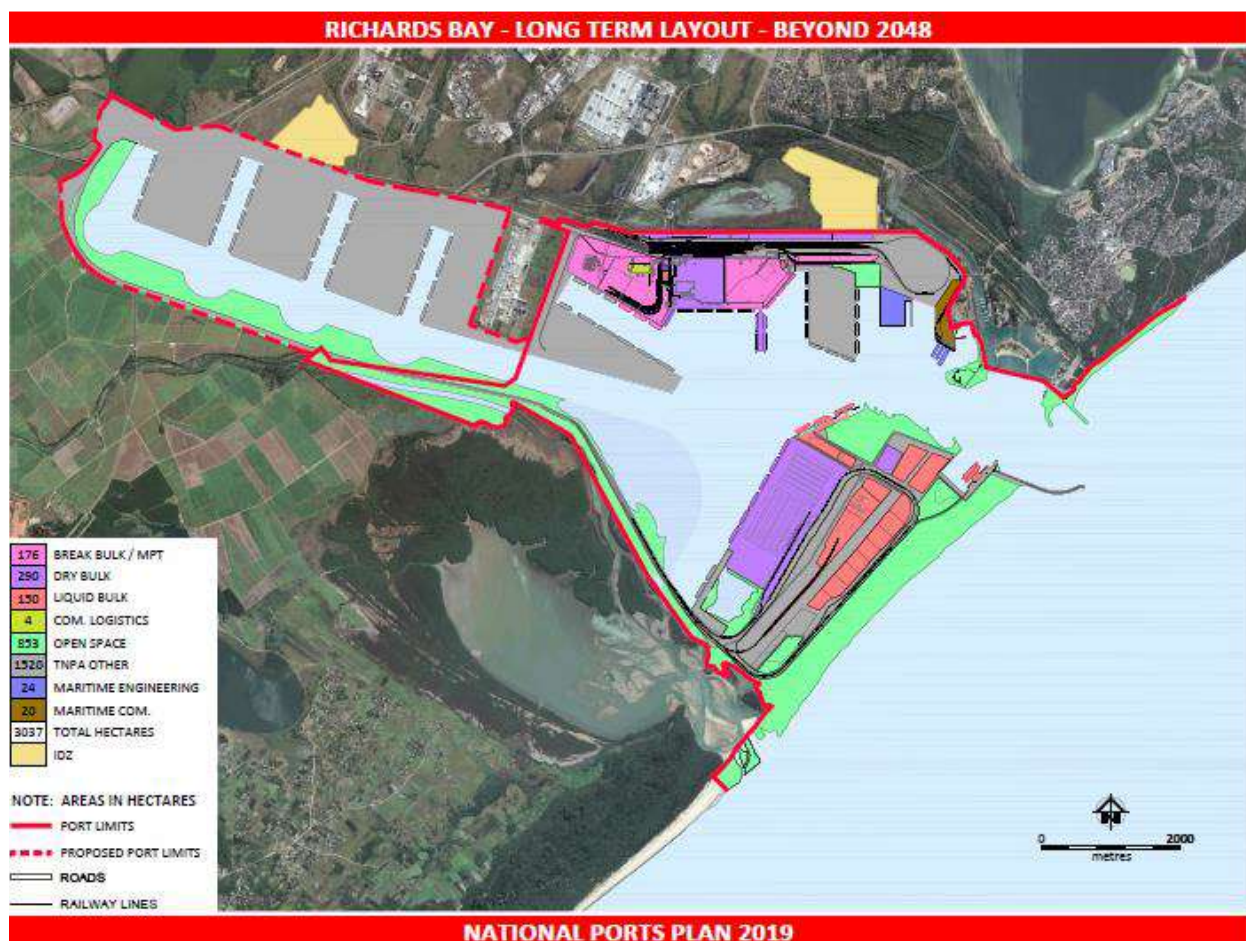 RICHARDS BAY - LONG TERM LAYOUT - BEYOND 2048
176 BREAK BULK / MPT
290 DRY BULK
150 LIQUID BULK
4 COM. LOGISTICS
853 OPEN SPACE
1520 TNPA OTHER
24 MARITIME ENGINEERING
20 MARITIME COM.
3037 TOTAL HECTARES
IDZ
NOTE: AREAS IN HECTARES
PORT LIMITS
PROPOSED PORT LIMITS
ROADS
RAILWAY LINES
N
0 2000
metres
NATIONAL PORTS PLAN 2019